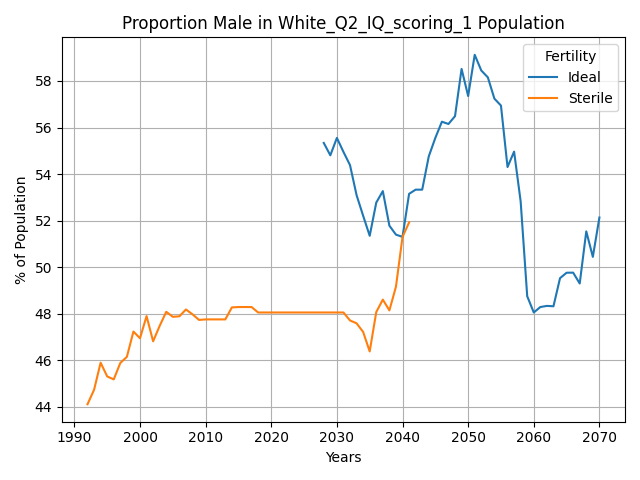 Proportion Male in White_Q2_IQ_scoring_1 Population
Fertility
Ideal
Sterile
% of Population
58
56
54
52
50
48
46
44
1990 2000 2010 2020 2030 2040 2050 2060 2070
Years